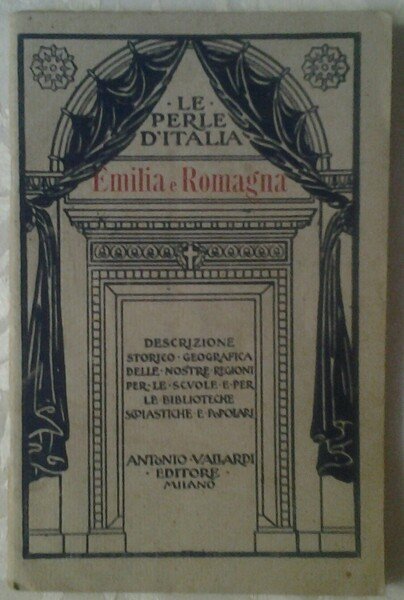 · LE ·
PERLE
D'ITALIA
Emilia e Romagna
DESCRIZIONE
STORICO · GEOGRAFICA
DELLE · NOSTRE REGIONI
PER · LE · SCVOLE · E · PER
LE BIBLIOTECHE
SCOLASTICHE E POPOLARI
ANTONIO · VALLARDI
· EDITORE ·
MILANO